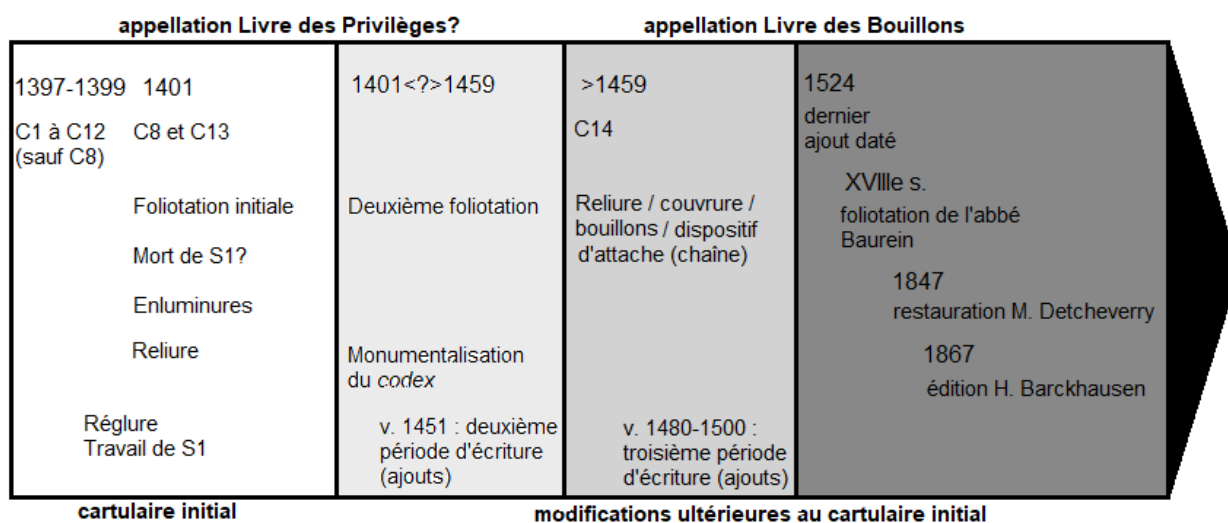 appellation Livre des Privilèges?
appellation Livre des Bouillons
1397-1399 1401
C1 à C12
(sauf C8)
C8 et C13
Foliotation initiale
Mort de S1?
Enluminures
Reliure
Réglure
Travail de S1
1401<?>1459
Deuxième foliotation
Monumentalisation
du codex
v. 1451 : deuxième
période d'écriture
(ajouts)
>1459
C14
Reliure / couvrure /
bouillons / dispositif
d'attache (chaîne)
v. 1480-1500 :
troisième période
d'écriture (ajouts)
1524
dernier
ajout daté
XVIIIe s.
foliotation de l'abbé
Baurein
1847
restauration M. Detcheverry
1867
édition H. Barckhausen
cartulaire initial
modifications ultérieures au cartulaire initial